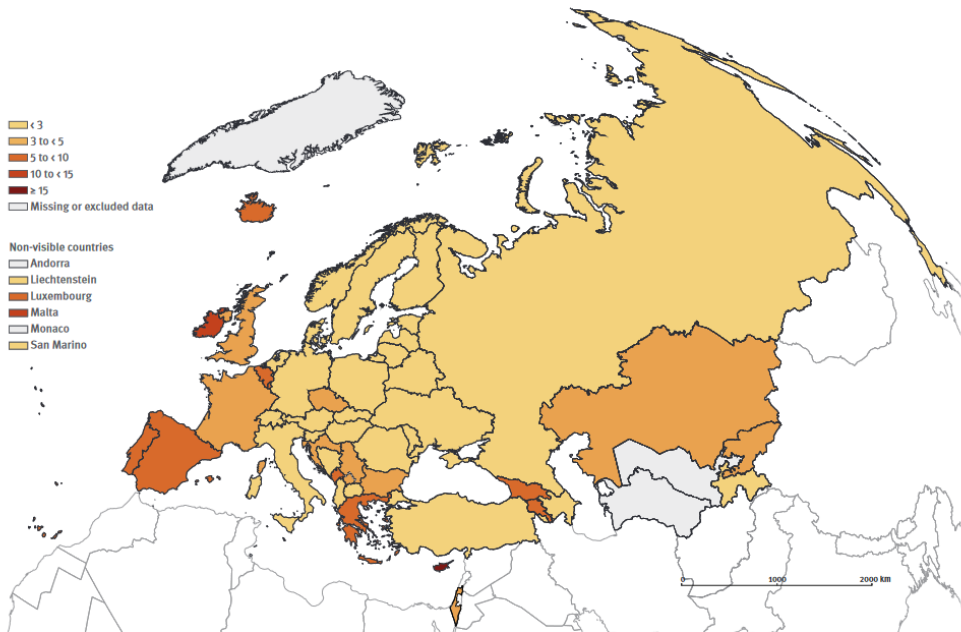 < 3
3 to < 5
5 to < 10
10 to < 15
≥ 15
Missing or excluded data
Non-visible countries
Andorra
Liechtenstein
Luxembourg
Malta
Monaco
San Marino
0 1000 2000 km